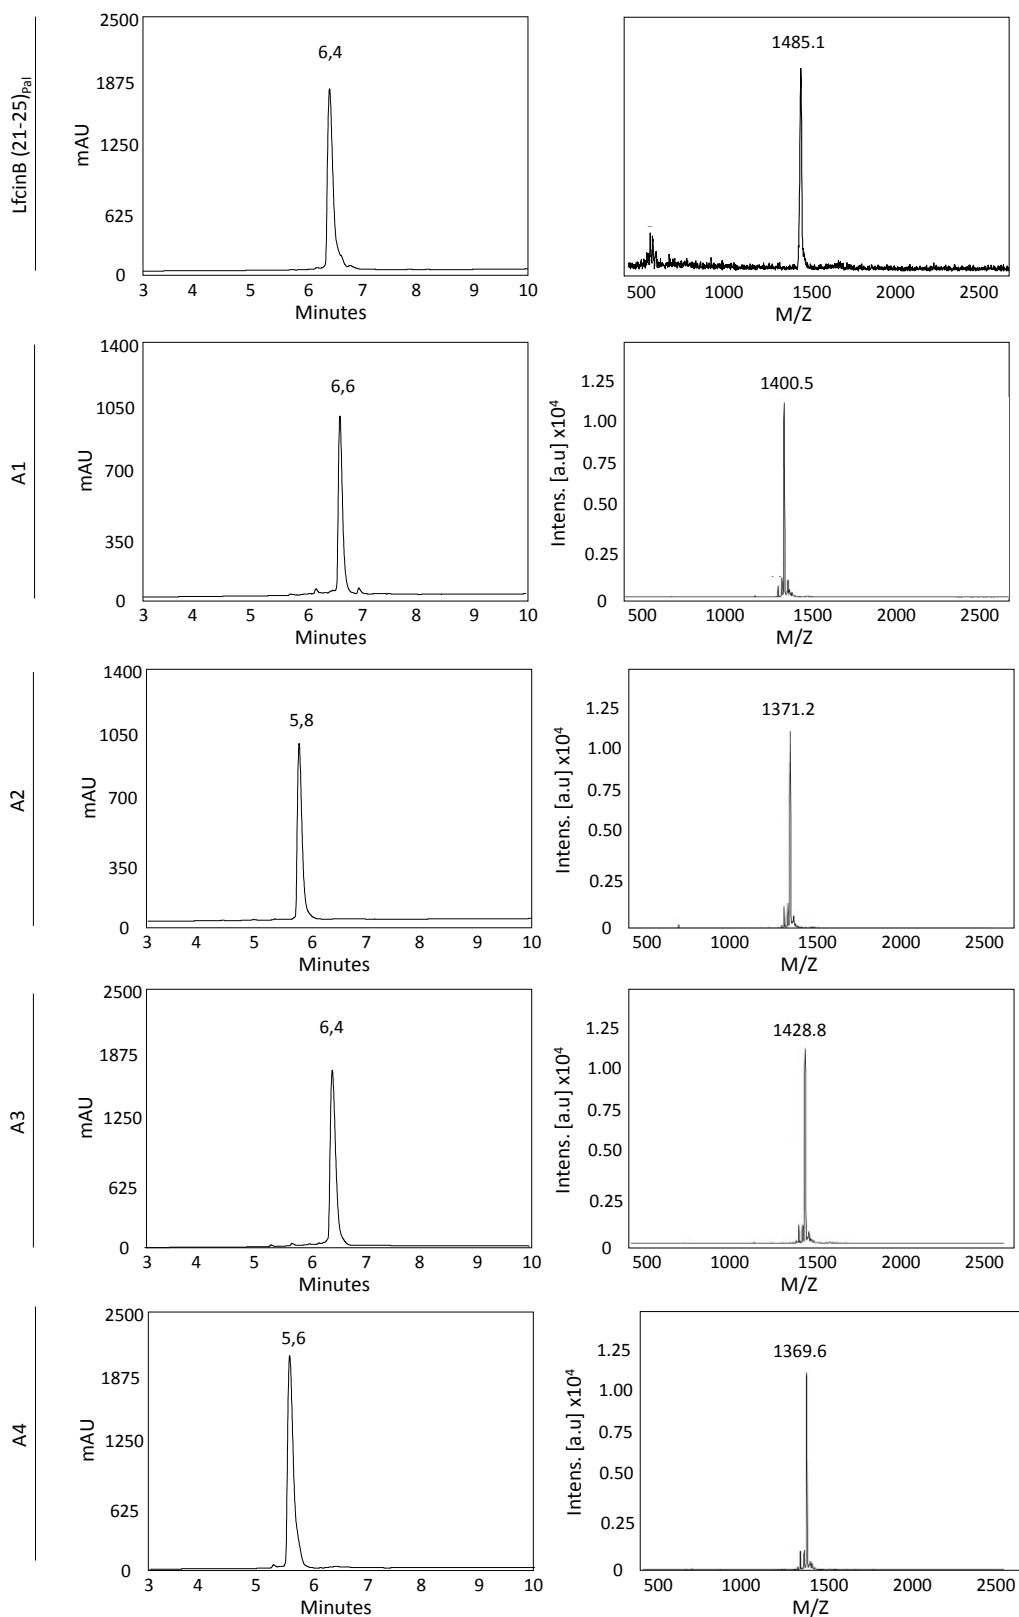 LfcinB (21-25)Pal
mAU
2500
1875
1250
625
0
6,4
3 4 5 6 7 8 9 10
Minutes
1485.1
500 1000 1500 2000 2500
M/Z
A1
mAU
1400
1050
700
350
0
6,6
3 4 5 6 7 8 9 10
Minutes
Intens. [a.u] x10⁴
1.25
1.00
0.75
0.50
0.25
0
1400.5
500 1000 1500 2000 2500
M/Z
A2
mAU
1400
1050
700
350
0
5,8
3 4 5 6 7 8 9 10
Minutes
Intens. [a.u] x10⁴
1.25
1.00
0.75
0.50
0.25
0
1371.2
500 1000 1500 2000 2500
M/Z
A3
mAU
2500
1875
1250
625
0
6,4
3 4 5 6 7 8 9 10
Minutes
Intens. [a.u] x10⁴
1.25
1.00
0.75
0.50
0.25
0
1428.8
500 1000 1500 2000 2500
M/Z
A4
mAU
2500
1875
1250
625
0
5,6
3 4 5 6 7 8 9 10
Minutes
Intens. [a.u] x10⁴
1.25
1.00
0.75
0.50
0.25
0
1369.6
500 1000 1500 2000 2500
M/Z